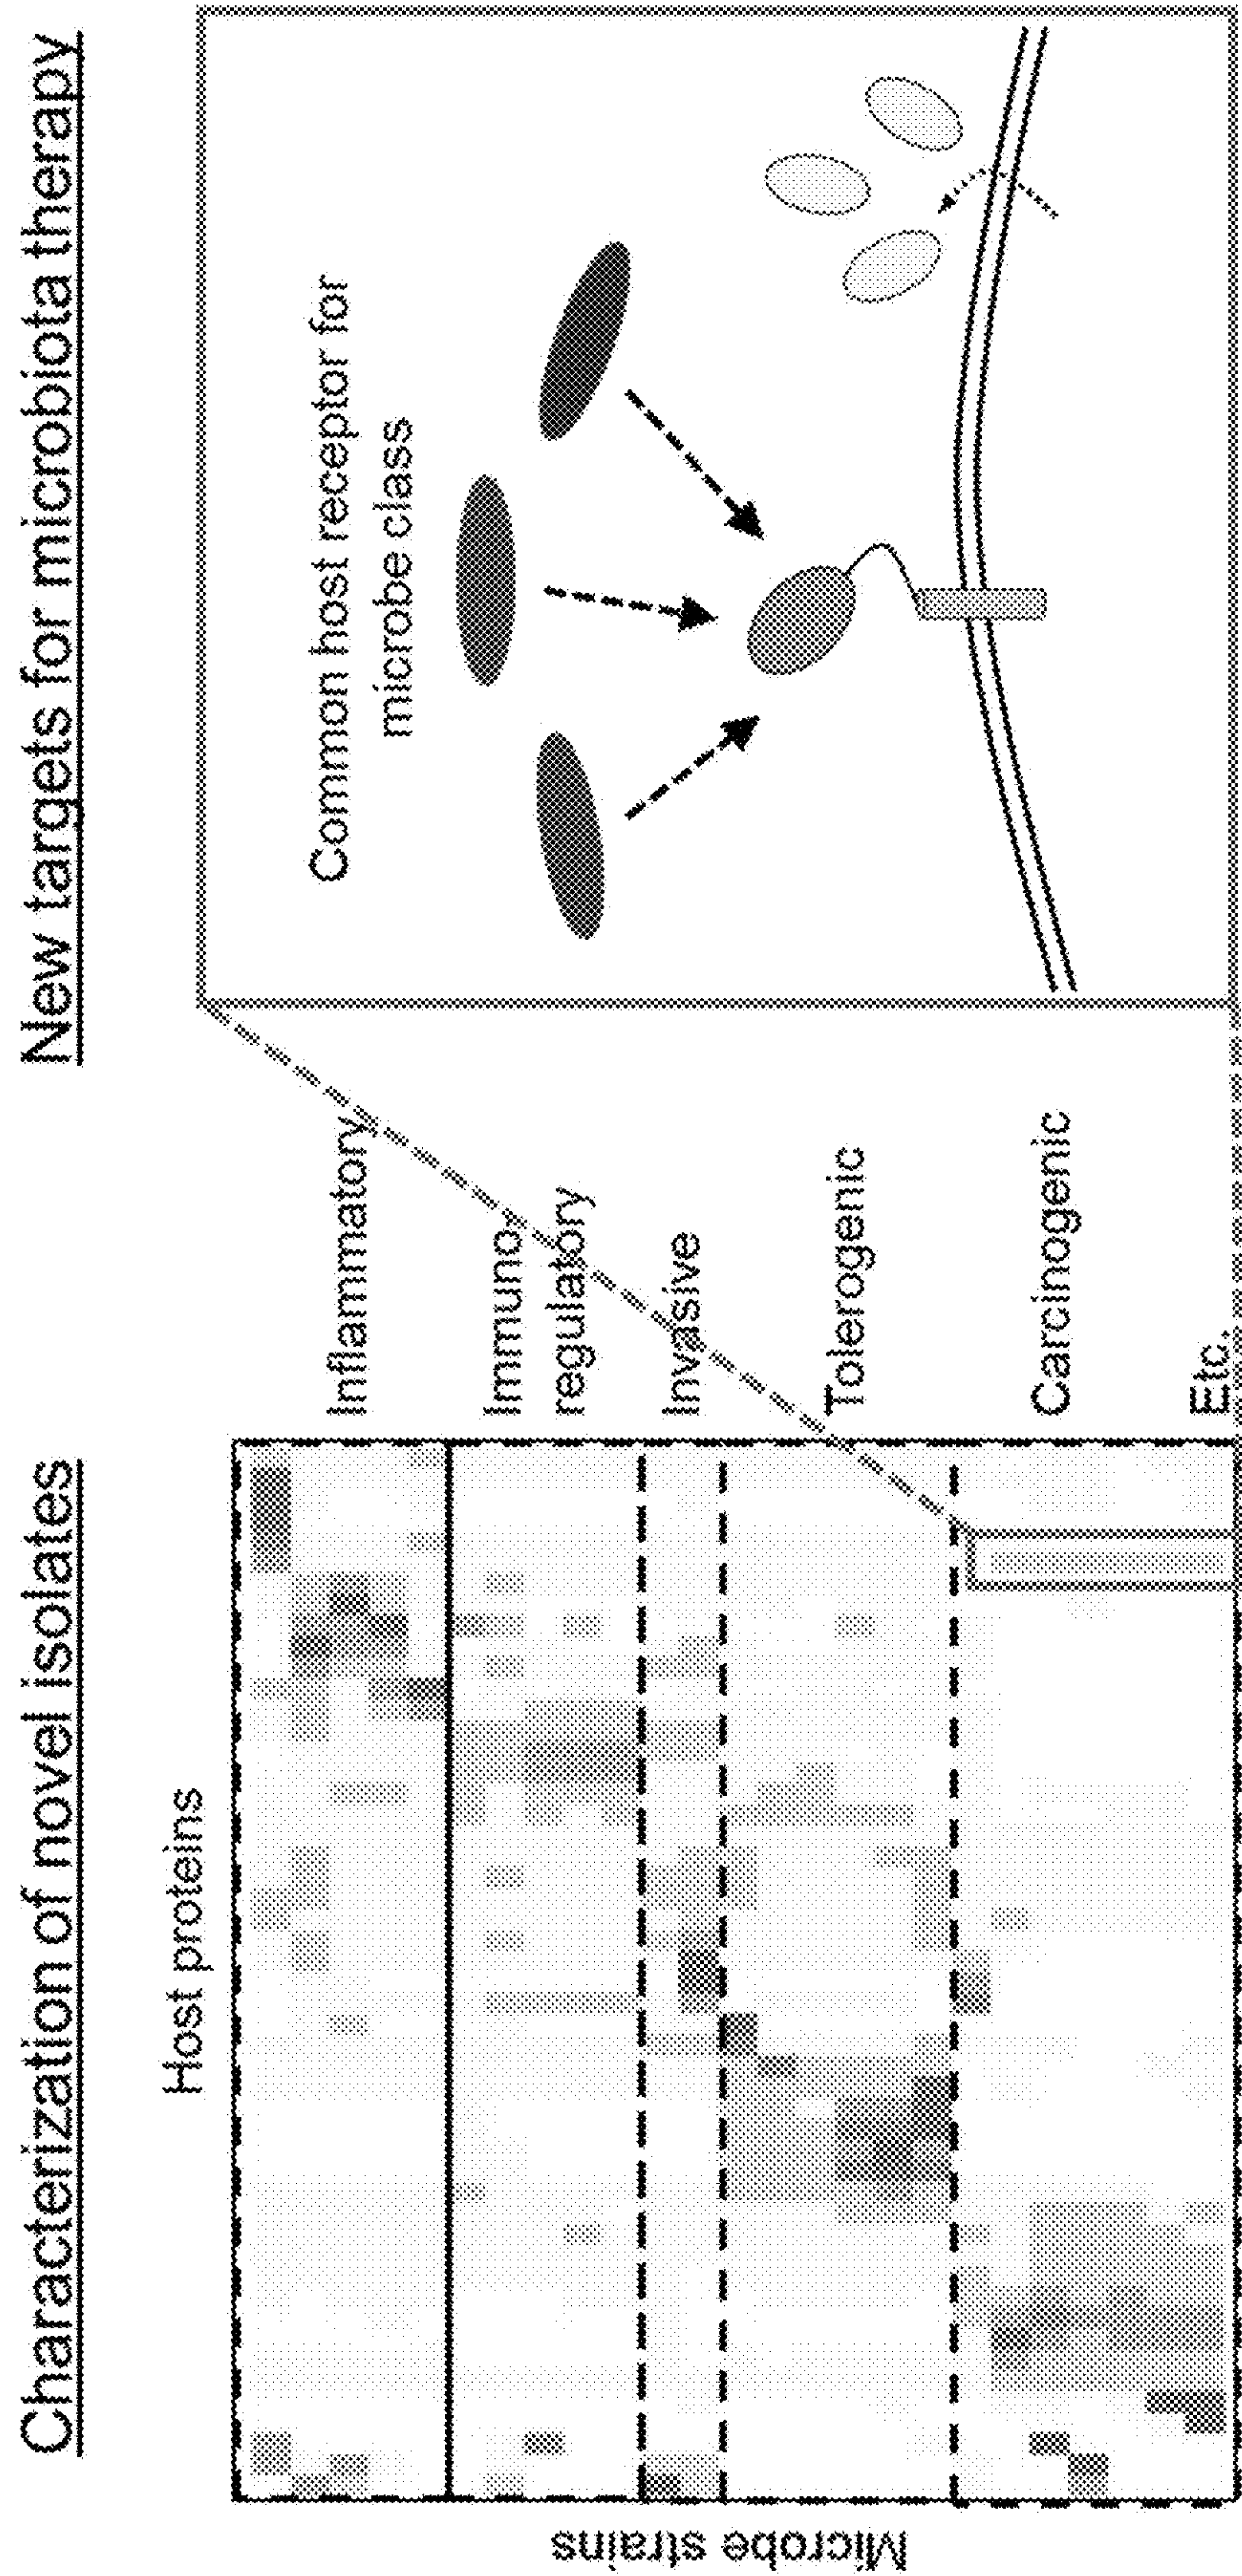 Characterization of novel isolates
New targets for microbiota therapy
Host proteins
Microbe strains
Inflammatory
Immuno-
regulatory
Invasive
Tolerogenic
Carcinogenic
Etc.
Common host receptor for
microbe class